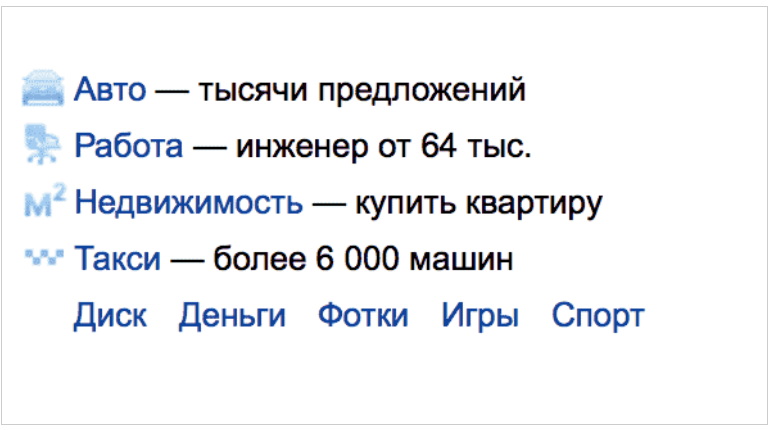 Авто — тысячи предложений
Работа — инженер от 64 тыс.
м² Недвижимость — купить квартиру
Такси — более 6 000 машин
Диск Деньги Фотки Игры Спорт